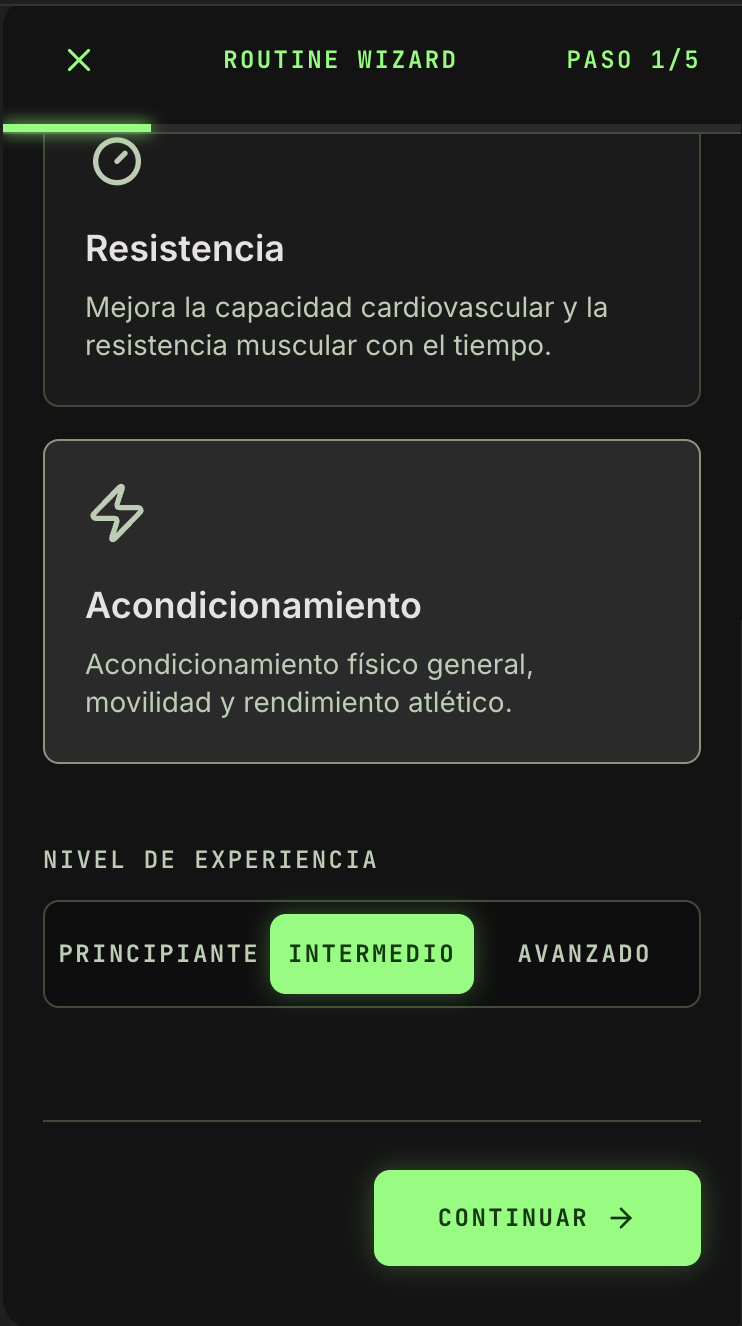 ROUTINE WIZARD
PASO 1/5
Resistencia
Mejora la capacidad cardiovascular y la
resistencia muscular con el tiempo.
Acondicionamiento
Acondicionamiento físico general,
movilidad y rendimiento atlético.
NIVEL DE EXPERIENCIA
PRINCIPIANTE INTERMEDIO AVANZADO
CONTINUAR →